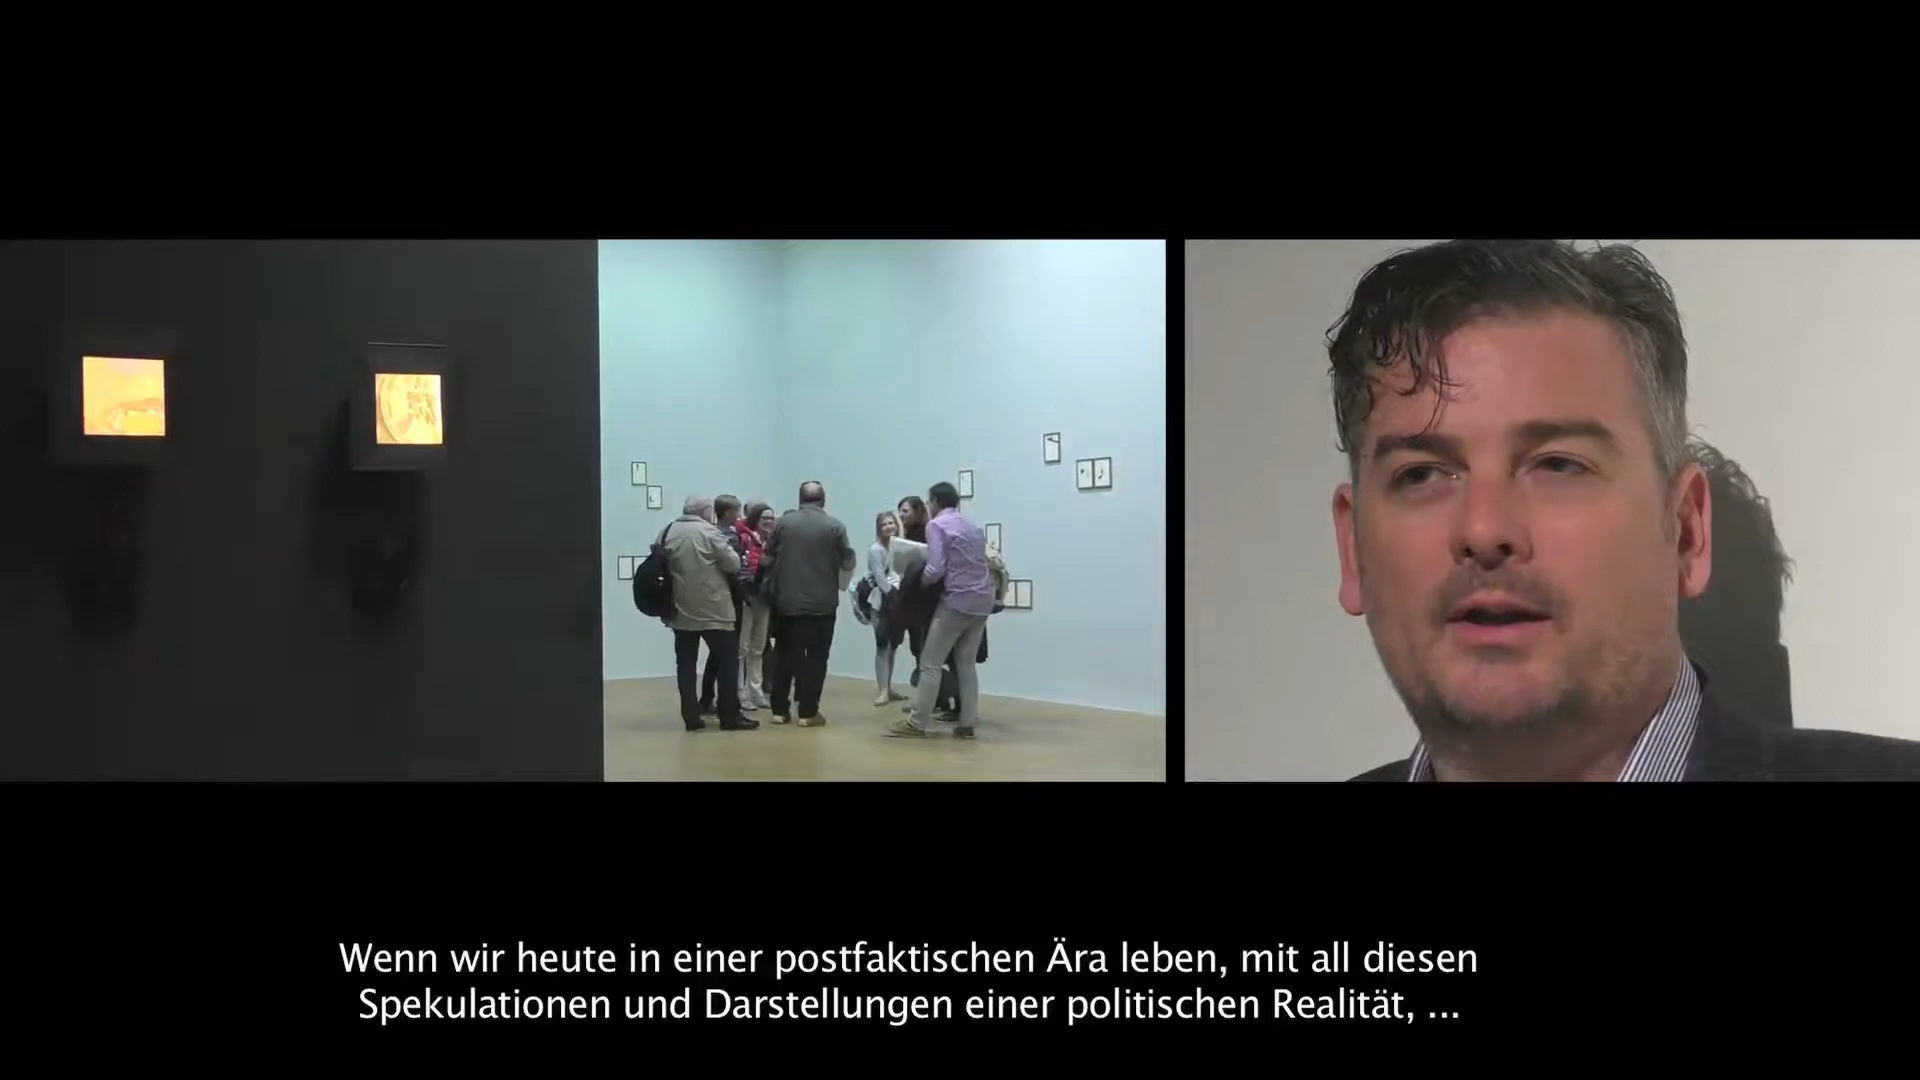 Wenn wir heute in einer postfaktischen Ära leben, mit all diesen
Spekulationen und Darstellungen einer politischen Realität, ...